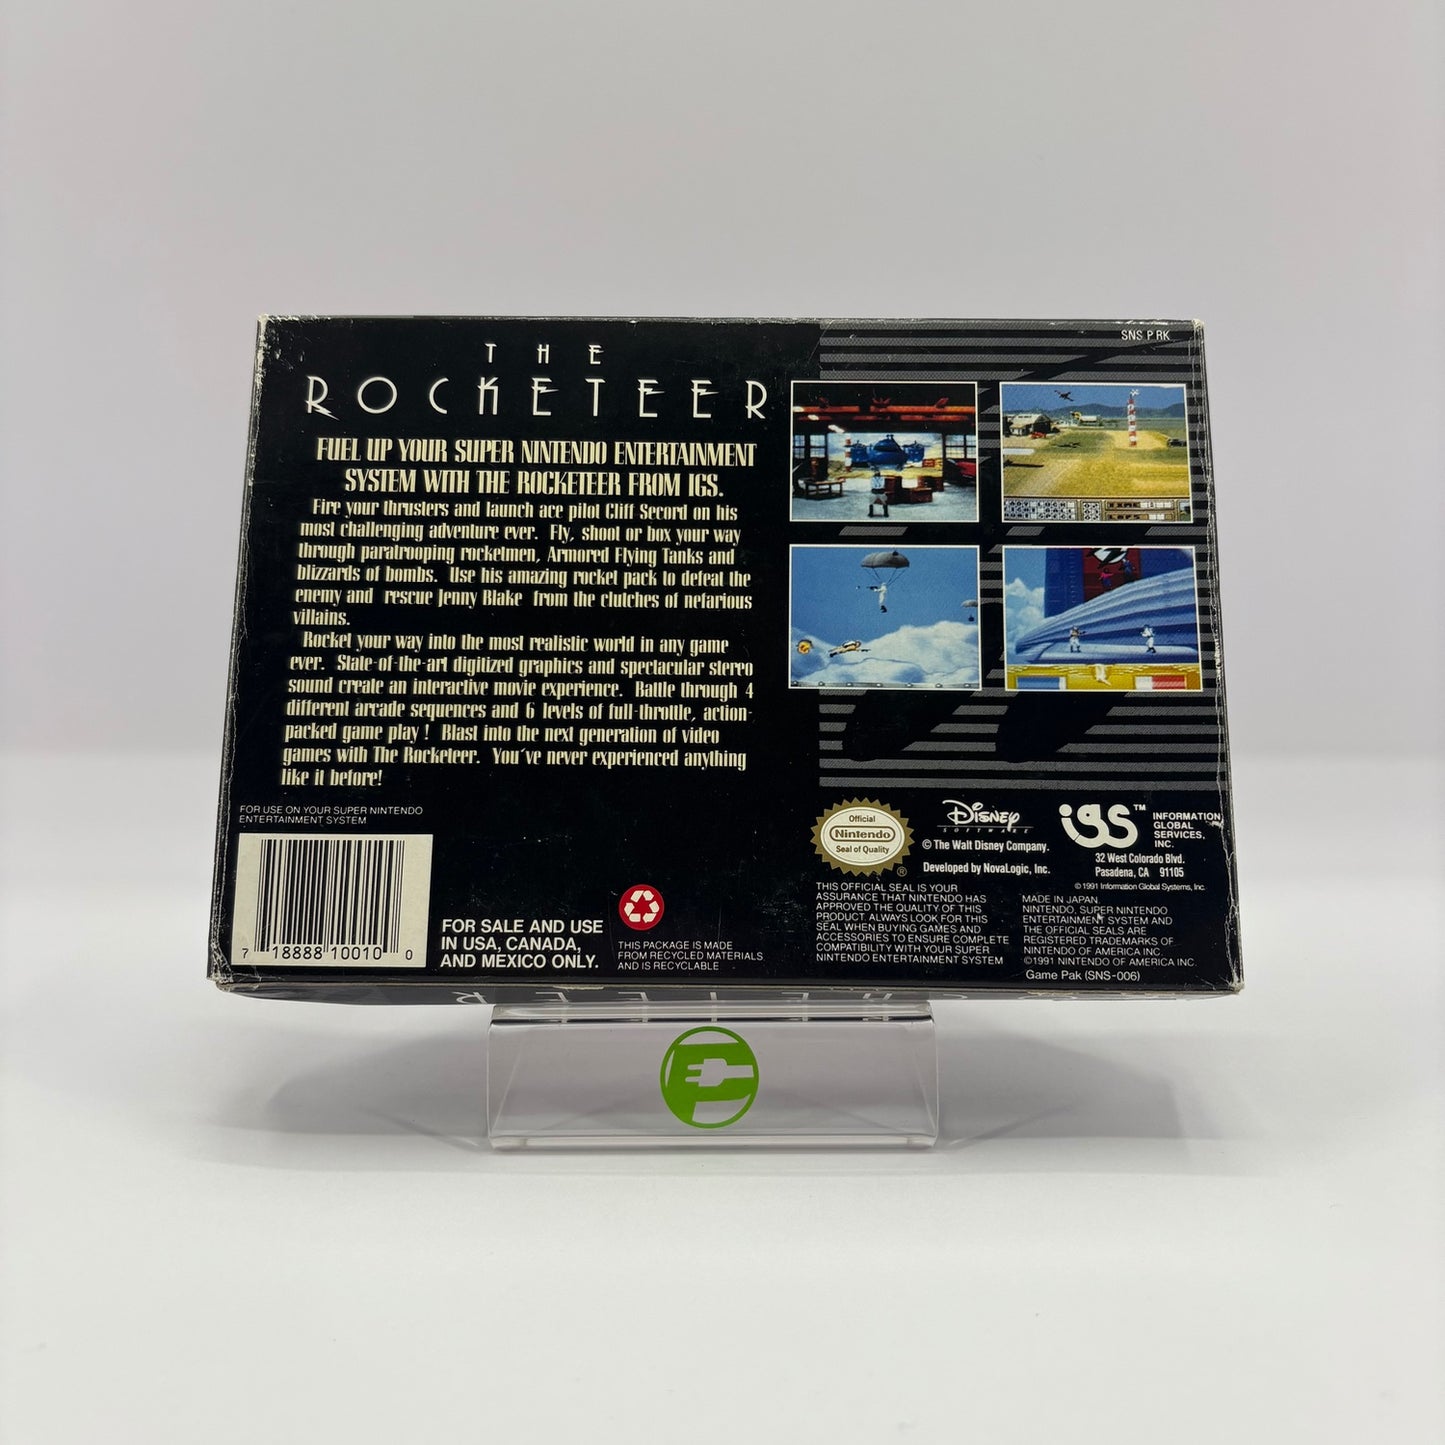 THE
ROCKETEER
FUEL UP YOUR SUPER NINTENDO ENTERTAINMENT
SYSTEM WITH THE ROCKETEER FROM IGS.
Fire your thrusters and launch ace pilot Cliff Secord on his
most challenging adventure ever. Fly, shoot or box your way
through paratrooping rocketmen, Armored Flying Tanks and
blizzards of bombs. Use his amazing rocket pack to defeat the
enemy and rescue Jenny Blake from the clutches of nefarious
villains.
Rocket your way into the most realistic world in any game
ever. State-of-the-art digitized graphics and spectacular stereo
sound create an interactive movie experience. Battle through 4
different arcade sequences and 6 levels of full-throttle, action-
packed game play! Blast into the next generation of video
games with The Rocketeer. You've never experienced anything
like it before!
SNS P RK
FOR USE ON YOUR SUPER NINTENDO
ENTERTAINMENT SYSTEM
7 18888 10010 0
FOR SALE AND USE
IN USA, CANADA,
AND MEXICO ONLY.
THIS PACKAGE IS MADE
FROM RECYCLED MATERIALS
AND IS RECYCLABLE
Official
Nintendo
Seal of Quality
®
THIS OFFICIAL SEAL IS YOUR
ASSURANCE THAT NINTENDO HAS
APPROVED THE QUALITY OF THIS
PRODUCT. ALWAYS LOOK FOR THIS
SEAL WHEN BUYING GAMES AND
ACCESSORIES TO ENSURE COMPLETE
COMPATIBILITY WITH YOUR SUPER
NINTENDO ENTERTAINMENT SYSTEM
Disney
SOFTWARE
© The Walt Disney Company.
Developed by NovaLogic, Inc.
igs™
INFORMATION
GLOBAL
SERVICES,
INC.
32 West Colorado Blvd.
Pasadena, CA 91105
©1991 Information Global Systems, Inc.
MADE IN JAPAN.
NINTENDO, SUPER NINTENDO
ENTERTAINMENT SYSTEM AND
THE OFFICIAL SEALS ARE
REGISTERED TRADEMARKS OF
NINTENDO OF AMERICA INC.
©1991 NINTENDO OF AMERICA INC.
Game Pak (SNS-006)